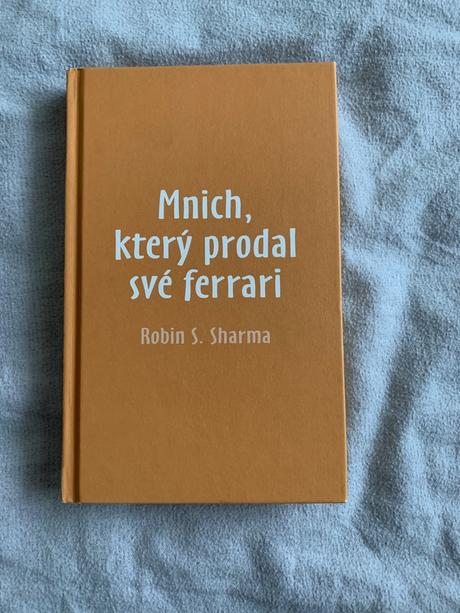 Mnich,
který prodal
své ferrari
Robin S. Sharma